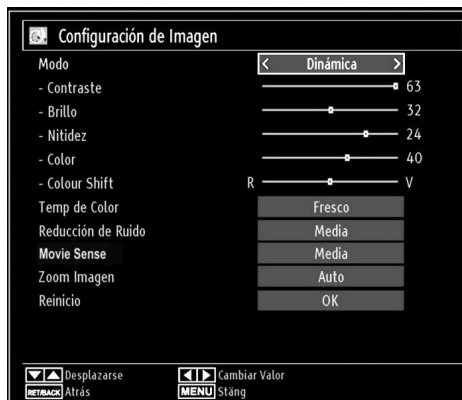 Configuración de Imagen
Modo < Dinámica >
- Contraste 63
- Brillo 32
- Nitidez 24
- Color 40
- Colour Shift R V
Temp de Color Fresco
Reducción de Ruido Media
Movie Sense Media
Zoom Imagen Auto
Reinicio OK
Desplazarse Cambiar Valor
RET/BACK Atrás MENU Stäng